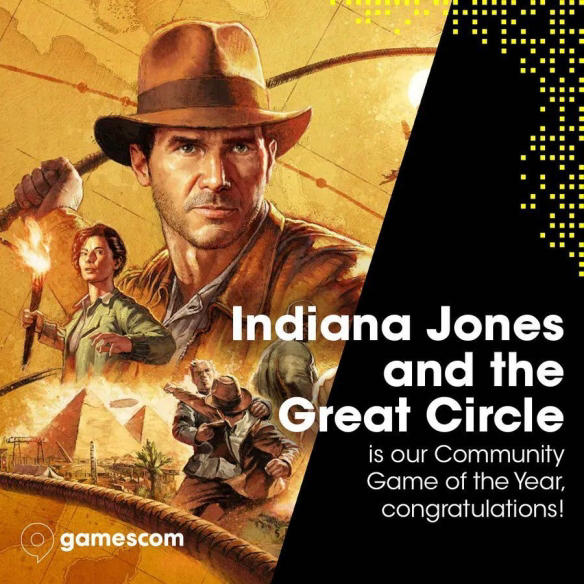 Indiana Jones
and the
Great Circle
is our Community
Game of the Year,
congratulations!
gamescom